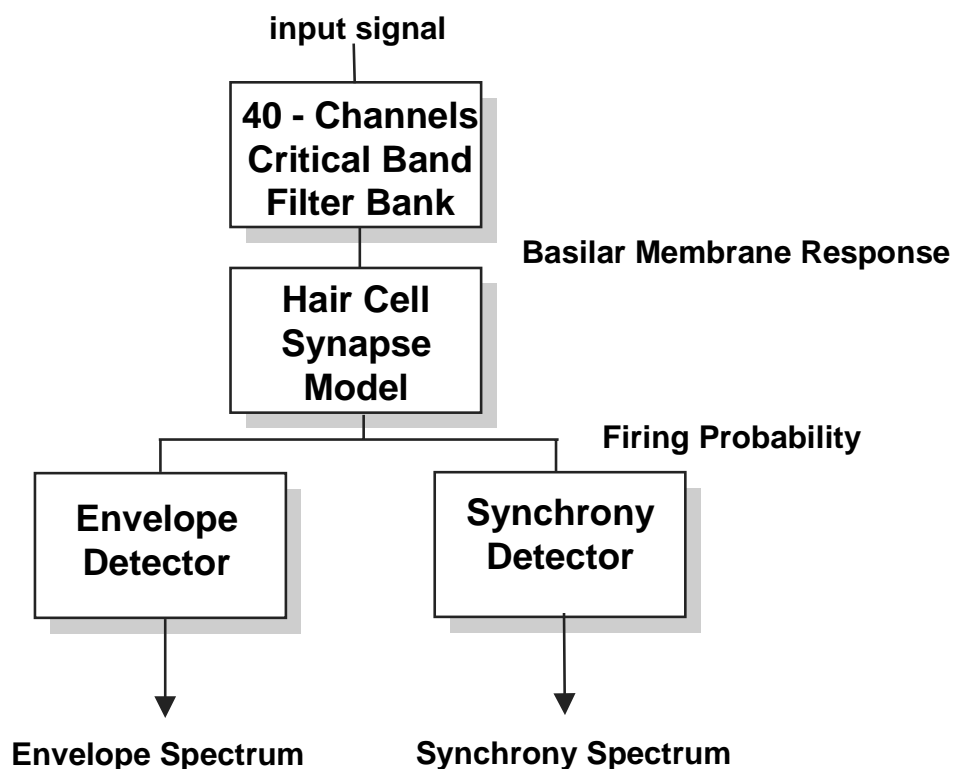 input signal
40 - Channels
Critical Band
Filter Bank
Basilar Membrane Response
Hair Cell
Synapse
Model
Firing Probability
Envelope
Detector
Synchrony
Detector
Envelope Spectrum
Synchrony Spectrum